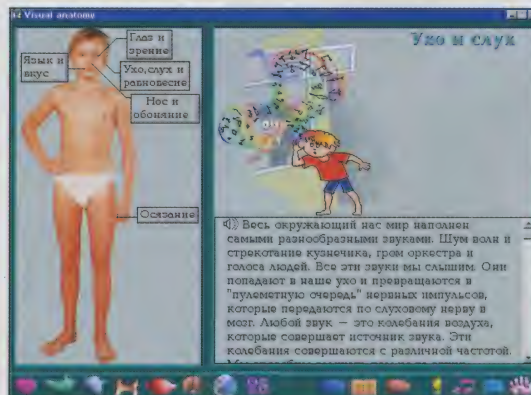 Visual anatome
Глаз и
зрение
Язык и
вкус
Ухо, слух и
равновесие
Нос и
обоняние
Осязание
Ухо и слух
Весь окружающий нас мир наполнен
самыми разнообразными звуками. Шум волн и
стрекотание кузнечика, гром оркестра и
голоса людей. Все эти звуки мы слышим. Они
попадают в наше ухо и превращаются в
"пулеметную очередь" нервных импульсов,
которые передаются по слуховому нерву в
мозг. Любой звук — это колебания воздуха,
которые совершает источник звука. Эти
колебания совершаются с различной частотой.